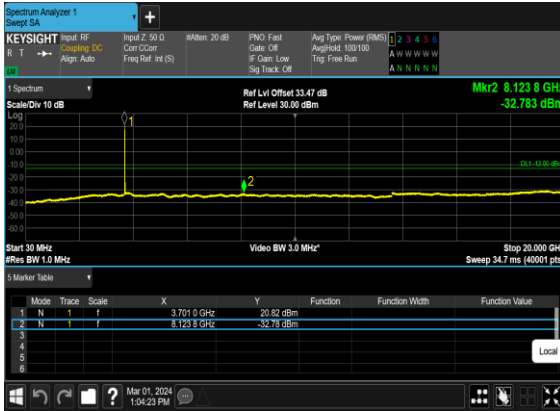 Spectrum Analyzer 1
Swept SA
+
KEYSIGHT Input: RF Input Z: 50 Ω #Atten: 20 dB PNO: Fast Avg Type: Power (RMS) 1 2 3 4 5 6
R T Coupling: DC Corr CCorr Gate: Off Avg|Hold: 100/100 A W W W W W
Align: Auto Freq Ref: Int (S) IF Gain: Low Trig: Free Run
Sig Track: Off A N N N N N
1 Spectrum Ref Lvl Offset 33.47 dB Mkr2 8.123 8 GHz
Scale/Div 10 dB Ref Level 30.00 dBm -32.783 dBm
Log
1
20.0
10.0
0.00
-10.0
DL1 -13.00 dBm
-20.0
2
-30.0
-40.0
-50.0
-60.0
Start 30 MHz Video BW 3.0 MHz* Stop 20.000 GHz
#Res BW 1.0 MHz Sweep 34.7 ms (40001 pts)
5 Marker Table
Mode Trace Scale X Y Function Function Width Function Value
1 N 1 f 3.701 0 GHz 20.82 dBm
2 N 1 f 8.123 8 GHz -32.78 dBm
3
4
5
6
Local
? Mar 01, 2024
1:04:23 PM